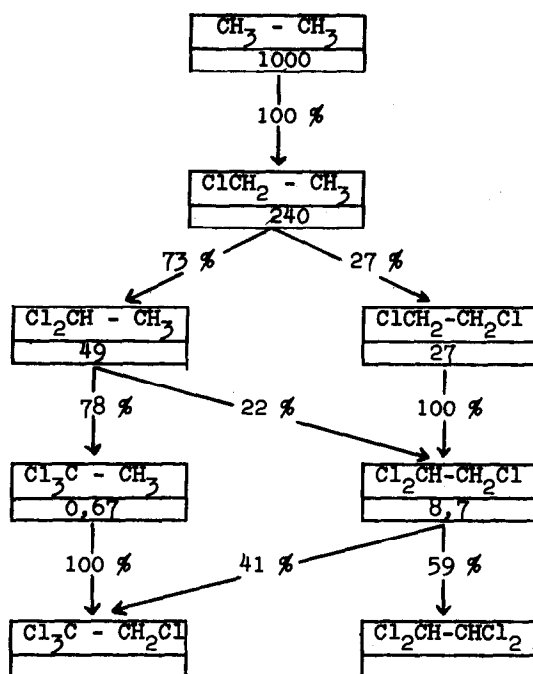 CH3 - CH3
1000
100 %
ClCH2 - CH3
240
73 % 27 %
Cl2CH - CH3 ClCH2-CH2Cl
49 27
78 % 22 % 100 %
Cl3C - CH3 Cl2CH-CH2Cl
0,67 8,7
100 % 41 % 59 %
Cl3C - CH2Cl Cl2CH-CHCl2